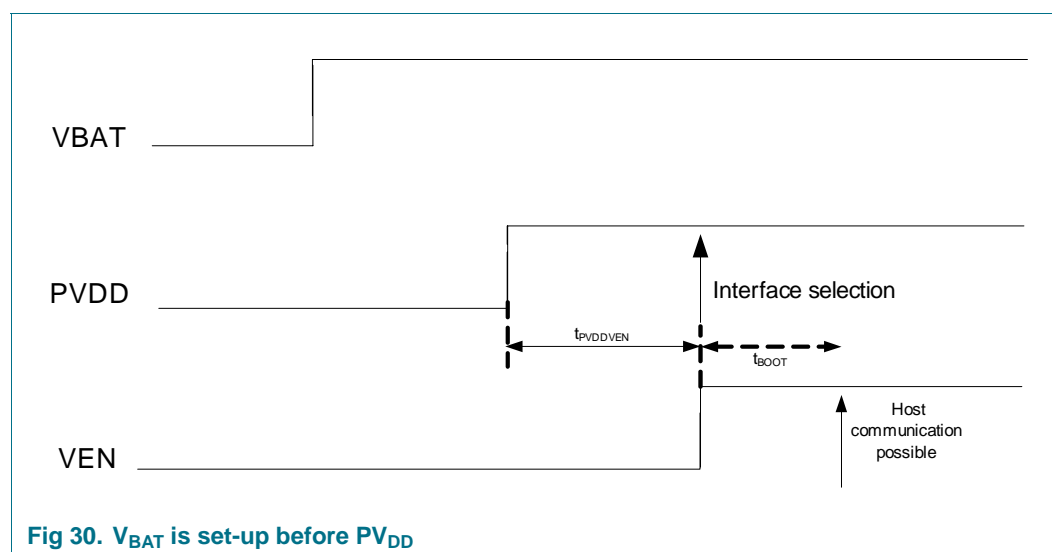 VBAT
PVDD
Interface selection
tPVDDVEN
tBOOT
VEN
Host
communication
possible
Fig 30. VBAT is set-up before PVDD